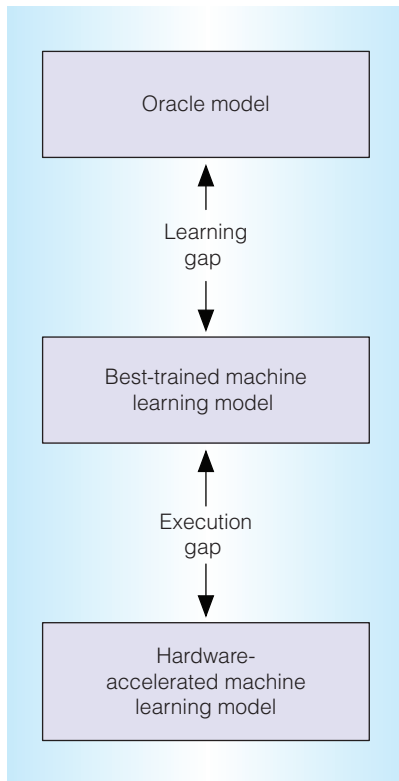 Oracle model
Learning
gap
Best-trained machine
learning model
Execution
gap
Hardware-
accelerated machine
learning model